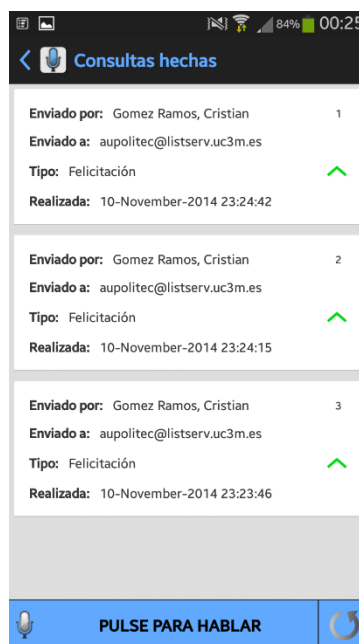 84% 00:25
Consultas hechas
Enviado por: Gomez Ramos, Cristian 1
Enviado a: aupolitec@listserv.uc3m.es
Tipo: Felicitación
Realizada: 10-November-2014 23:24:42
Enviado por: Gomez Ramos, Cristian 2
Enviado a: aupolitec@listserv.uc3m.es
Tipo: Felicitación
Realizada: 10-November-2014 23:24:15
Enviado por: Gomez Ramos, Cristian 3
Enviado a: aupolitec@listserv.uc3m.es
Tipo: Felicitación
Realizada: 10-November-2014 23:23:46
PULSE PARA HABLAR